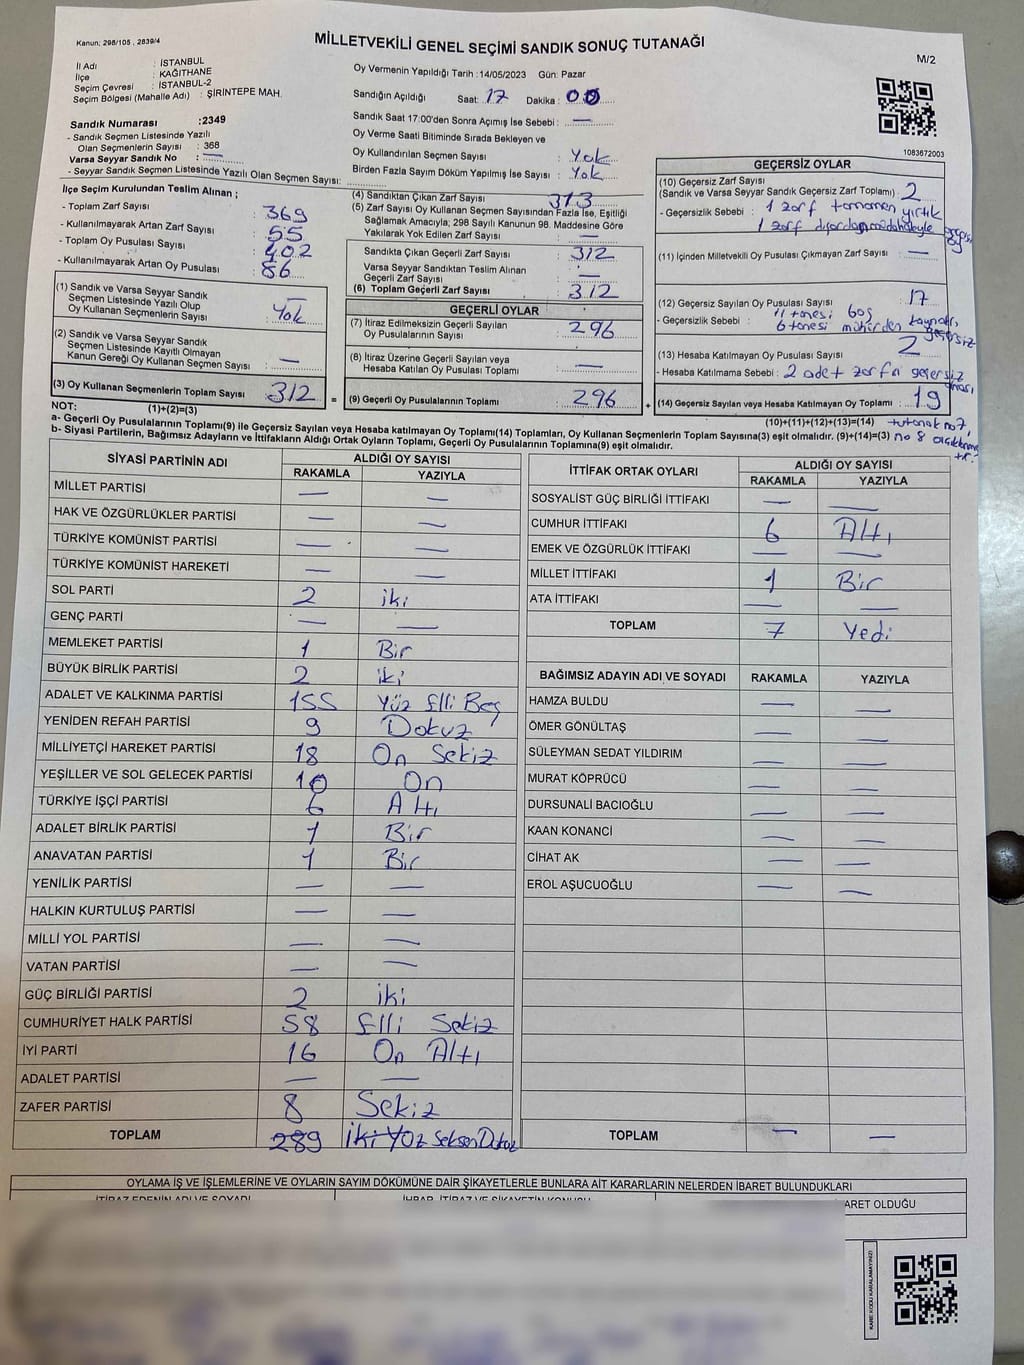 Kanun; 298/105 , 2839/4
MİLLETVEKİLİ GENEL SEÇİMİ SANDIK SONUÇ TUTANAĞI
M/2
İl Adı : İSTANBUL
İlçe : KAĞITHANE
Seçim Çevresi : İSTANBUL-2
Seçim Bölgesi (Mahalle Adı) : ŞİRİNTEPE MAH.
Sandık Numarası :2349
- Sandık Seçmen Listesinde Yazılı
Olan Seçmenlerin Sayısı : 368
Varsa Seyyar Sandık No : —
- Seyyar Sandık Seçmen Listesinde Yazılı Olan Seçmen Sayısı:
Oy Vermenin Yapıldığı Tarih :14/05/2023 Gün: Pazar
Sandığın Açıldığı Saat: 17 Dakika : 00
Sandık Saat 17:00'den Sonra Açımış İse Sebebi : —
Oy Verme Saati Bitiminde Sırada Bekleyen ve
Oy Kullandırılan Seçmen Sayısı : Yok
Birden Fazla Sayım Döküm Yapılmış İse Sayısı : Yok
1083672003
İlçe Seçim Kurulundan Teslim Alınan ;
- Toplam Zarf Sayısı : 369
- Kullanılmayarak Artan Zarf Sayısı : 55
- Toplam Oy Pusulası Sayısı : 402
- Kullanılmayarak Artan Oy Pusulası : 86
(1) Sandık ve Varsa Seyyar Sandık
Seçmen Listesinde Yazılı Olup
Oy Kullanan Seçmenlerin Sayısı : Yok
(2) Sandık ve Varsa Seyyar Sandık
Seçmen Listesinde Kayıtlı Olmayan
Kanun Gereği Oy Kullanan Seçmen Sayısı : —
(3) Oy Kullanan Seçmenlerin Toplam Sayısı : 312
(4) Sandıktan Çıkan Zarf Sayısı : 313
(5) Zarf Sayısı Oy Kullanan Seçmen Sayısından Fazla İse, Eşitliği
Sağlamak Amacıyla; 298 Sayılı Kanunun 98. Maddesine Göre
Yakılarak Yok Edilen Zarf Sayısı : —
Sandıkta Çıkan Geçerli Zarf Sayısı : 312
Varsa Seyyar Sandıktan Teslim Alınan
Geçerli Zarf Sayısı : —
(6) Toplam Geçerli Zarf Sayısı : 312
GEÇERLİ OYLAR
(7) İtiraz Edilmeksizin Geçerli Sayılan
Oy Pusulalarının Sayısı : 296
(8) İtiraz Üzerine Geçerli Sayılan veya
Hesaba Katılan Oy Pusulası Toplamı : —
= (9) Geçerli Oy Pusulalarının Toplamı : 296 +
GEÇERSİZ OYLAR
(10) Geçersiz Zarf Sayısı
(Sandık ve Varsa Seyyar Sandık Geçersiz Zarf Toplamı) : 2
- Geçersizlik Sebebi : 1 zarf tamamen yırtık
1 zarf dışardan müdahaleyle
(11) İçinden Milletvekili Oy Pusulası Çıkmayan Zarf Sayısı : —
(12) Geçersiz Sayılan Oy Pusulası Sayısı : 17
- Geçersizlik Sebebi : 11 tanesi boş
6 tanesi mühürden kaynaklı geçersiz
(13) Hesaba Katılmayan Oy Pusulası Sayısı : 2
- Hesaba Katılmama Sebebi : 2 adet zarfın geçersiz olması
(14) Geçersiz Sayılan veya Hesaba Katılmayan Oy Toplamı : 19
(10)+(11)+(12)+(13)=(14) tutanak no 7,
no 8
NOT: (1)+(2)=(3)
a- Geçerli Oy Pusulalarının Toplamı(9) ile Geçersiz Sayılan veya Hesaba katılmayan Oy Toplamı(14) Toplamları, Oy Kullanan Seçmenlerin Toplam Sayısına(3) eşit olmalıdır. (9)+(14)=(3)
b- Siyasi Partilerin, Bağımsız Adayların ve İttifakların Aldığı Ortak Oyların Toplamı, Geçerli Oy Pusulalarının Toplamına(9) eşit olmalıdır.
SİYASİ PARTİNİN ADI ALDIĞI OY SAYISI
RAKAMLA YAZIYLA
MİLLET PARTİSİ — —
HAK VE ÖZGÜRLÜKLER PARTİSİ — —
TÜRKİYE KOMÜNİST PARTİSİ — —
TÜRKİYE KOMÜNİST HAREKETİ — —
SOL PARTİ 2 iki
GENÇ PARTİ — —
MEMLEKET PARTİSİ 1 Bir
BÜYÜK BİRLİK PARTİSİ 2 iki
ADALET VE KALKINMA PARTİSİ 155 Yüz Elli Beş
YENİDEN REFAH PARTİSİ 9 Dokuz
MİLLİYETÇİ HAREKET PARTİSİ 18 On Sekiz
YEŞİLLER VE SOL GELECEK PARTİSİ 10 On
TÜRKİYE İŞÇİ PARTİSİ 6 Altı
ADALET BİRLİK PARTİSİ 1 Bir
ANAVATAN PARTİSİ 1 Bir
YENİLİK PARTİSİ — —
HALKIN KURTULUŞ PARTİSİ — —
MİLLİ YOL PARTİSİ — —
VATAN PARTİSİ — —
GÜÇ BİRLİĞİ PARTİSİ 2 iki
CUMHURİYET HALK PARTİSİ 58 Elli Sekiz
İYİ PARTİ 16 On Altı
ADALET PARTİSİ — —
ZAFER PARTİSİ 8 Sekiz
TOPLAM 289 iki Yüz Seksen Dokuz
İTTİFAK ORTAK OYLARI ALDIĞI OY SAYISI
RAKAMLA YAZIYLA
SOSYALİST GÜÇ BİRLİĞİ İTTİFAKI — —
CUMHUR İTTİFAKI 6 Altı
EMEK VE ÖZGÜRLÜK İTTİFAKI — —
MİLLET İTTİFAKI 1 Bir
ATA İTTİFAKI — —
TOPLAM 7 Yedi
BAĞIMSIZ ADAYIN ADI VE SOYADI RAKAMLA YAZIYLA
HAMZA BULDU — —
ÖMER GÖNÜLTAŞ — —
SÜLEYMAN SEDAT YILDIRIM — —
MURAT KÖPRÜCÜ — —
DURSUNALİ BACIOĞLU — —
KAAN KONANCİ — —
CİHAT AK — —
EROL AŞUCUOĞLU — —
TOPLAM — —
OYLAMA İŞ VE İŞLEMLERİNE VE OYLARIN SAYIM DÖKÜMÜNE DAİR ŞİKAYETLERLE BUNLARA AİT KARARLARIN NELERDEN İBARET BULUNDUKLARI
İTİRAZ EDENİN ADI VE SOYADI İHBAR, İTİRAZ VE ŞİKAYETİN KONUSU ARET OLDUĞU
KARE KODU KARALAMAYINIZ!